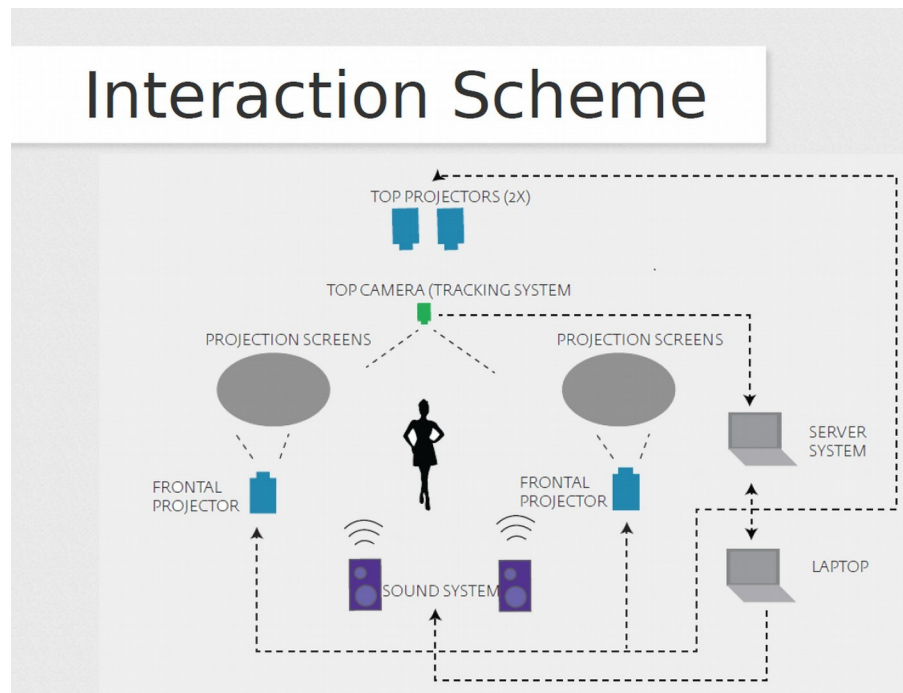 Interaction Scheme
TOP PROJECTORS (2X)
TOP CAMERA (TRACKING SYSTEM
PROJECTION SCREENS
PROJECTION SCREENS
SERVER
SYSTEM
FRONTAL
PROJECTOR
FRONTAL
PROJECTOR
LAPTOP
SOUND SYSTEM